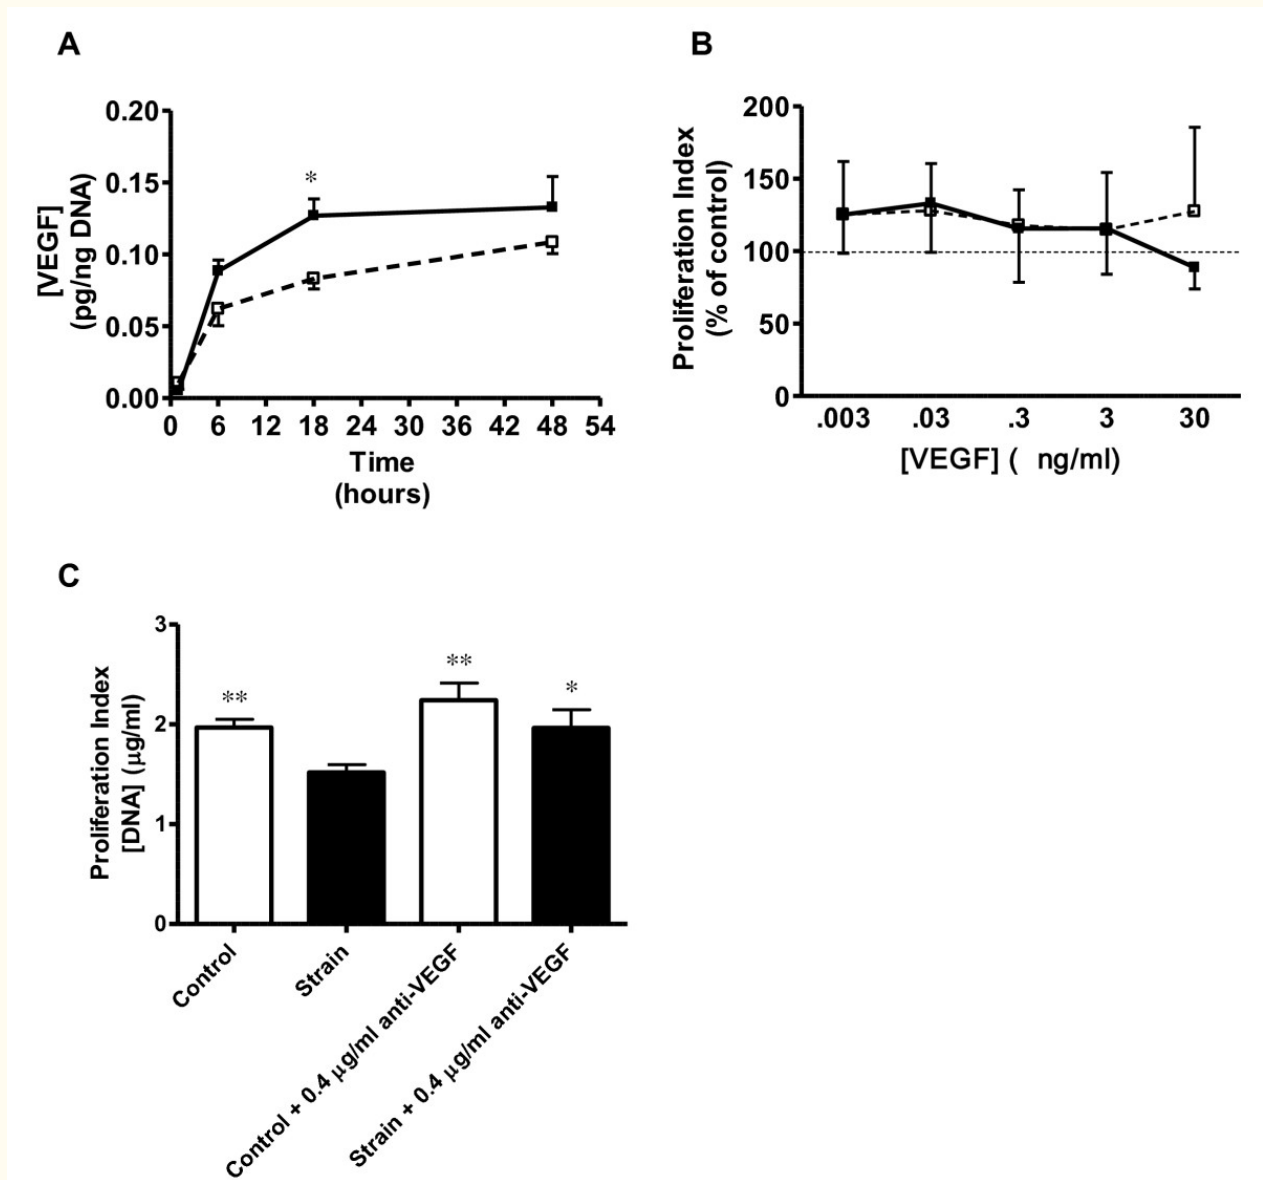 A
[VEGF]
(pg/ng DNA)
0.20
0.15
0.10
0.05
0.00
*
0 6 12 18 24 30 36 42 48 54
Time
(hours)
B
Proliferation Index
(% of control)
200
150
100
50
0
.003 .03 .3 3 30
[VEGF] ( ng/ml)
C
Proliferation Index
[DNA] (μg/ml)
3
2
1
0
**
**
*
Control
Strain
Control + 0.4 μg/ml anti-VEGF
Strain + 0.4 μg/ml anti-VEGF